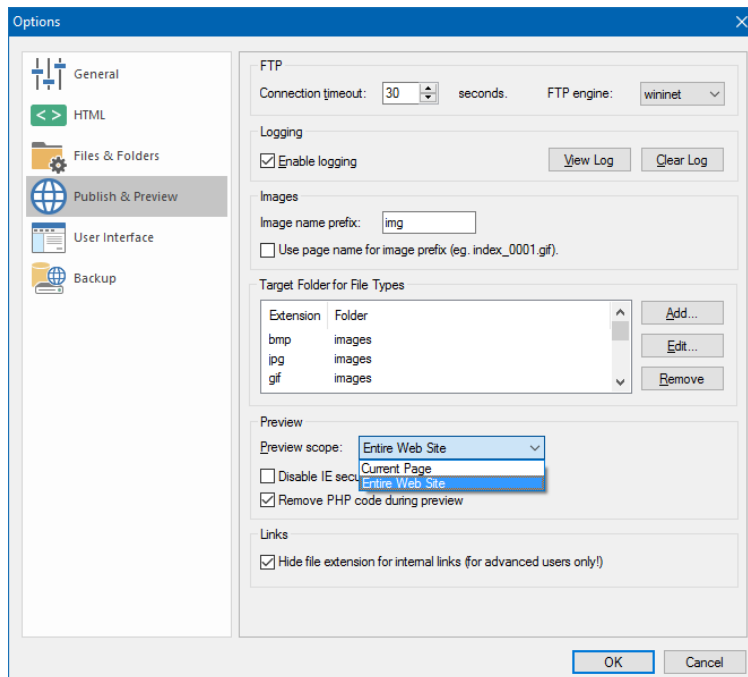 Options
General
HTML
Files & Folders
Publish & Preview
User Interface
Backup
FTP
Connection timeout: 30 seconds. FTP engine: wininet
Logging
Enable logging View Log Clear Log
Images
Image name prefix: img
Use page name for image prefix (eg. index_0001.gif).
Target Folder for File Types
Extension Folder
bmp images
jpg images
gif images
Add...
Edit...
Remove
Preview
Preview scope: Entire Web Site
Current Page
Entire Web Site
Disable IE secu
Remove PHP code during preview
Links
Hide file extension for internal links (for advanced users only!)
OK Cancel